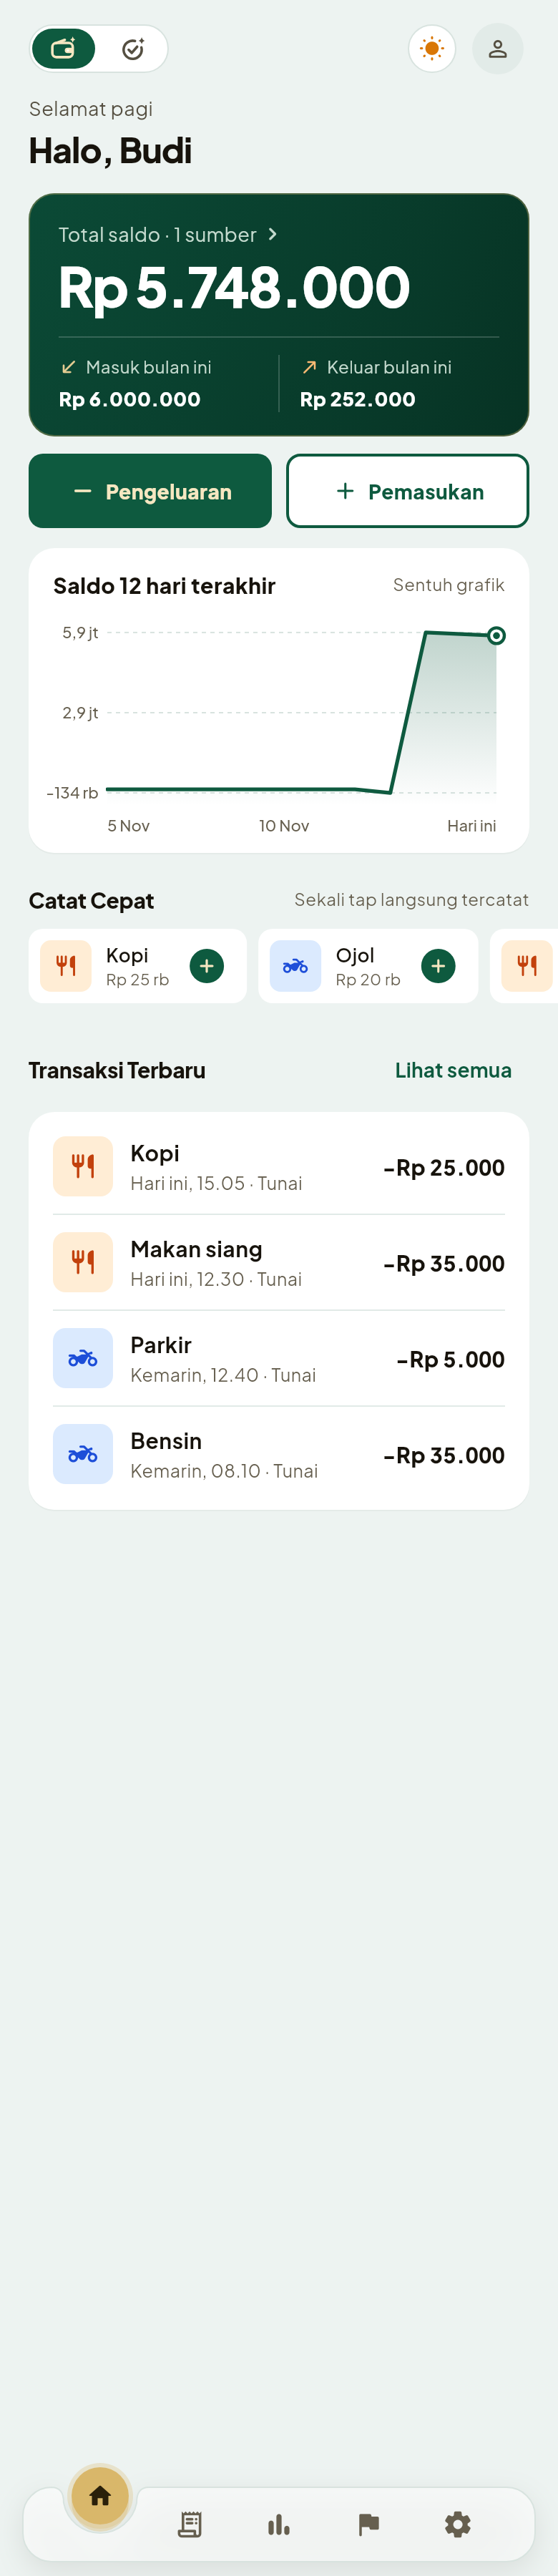 Selamat pagi
Halo, Budi
Total saldo · 1 sumber
Rp 5.748.000
Masuk bulan ini
Rp 6.000.000
Keluar bulan ini
Rp 252.000
Pengeluaran
Pemasukan
Saldo 12 hari terakhir
Sentuh grafik
5,9 jt
2,9 jt
-134 rb
5 Nov
10 Nov
Hari ini
Catat Cepat
Sekali tap langsung tercatat
Kopi
Rp 25 rb
Ojol
Rp 20 rb
Transaksi Terbaru
Lihat semua
Kopi
Hari ini, 15.05 · Tunai
-Rp 25.000
Makan siang
Hari ini, 12.30 · Tunai
-Rp 35.000
Parkir
Kemarin, 12.40 · Tunai
-Rp 5.000
Bensin
Kemarin, 08.10 · Tunai
-Rp 35.000